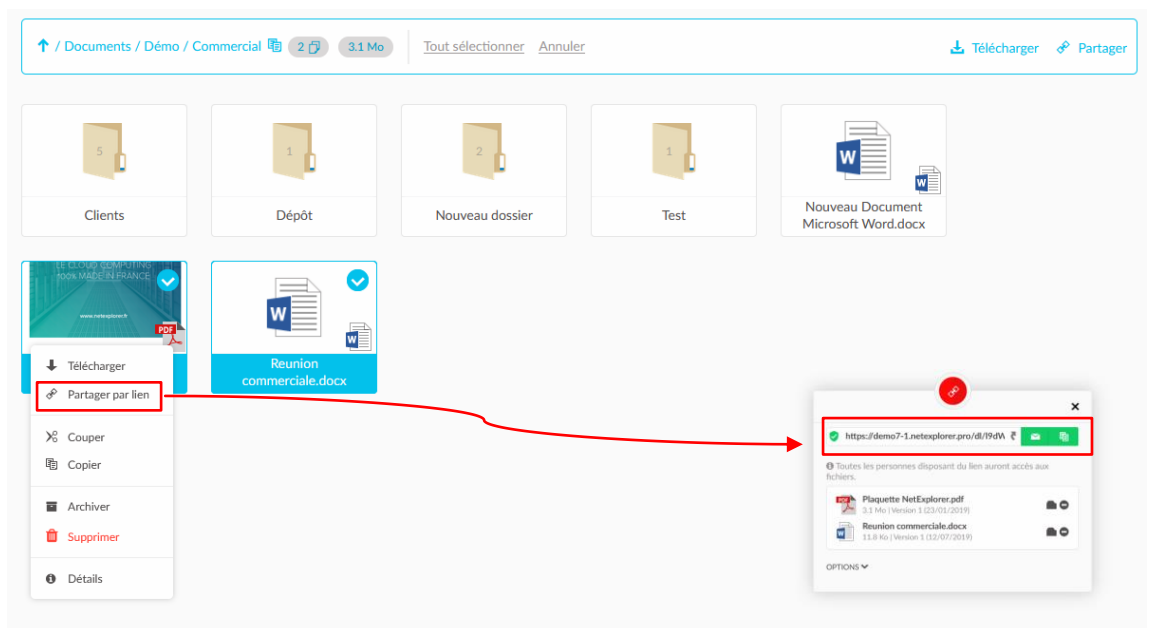 / Documents / Démo / Commercial 2 3.1 Mo Tout sélectionner Annuler Télécharger Partager
5
1
2
1
W
W
Clients
Dépôt
Nouveau dossier
Test
Nouveau Document
Microsoft Word.docx
LE CLOUD COMPUTING
100% MADE IN FRANCE
www.netexplorer.fr
PDF
W
W
Reunion
commerciale.docx
Télécharger
Partager par lien
Couper
Copier
Archiver
Supprimer
Détails
https://demo7-1.netexplorer.pro/dl/l9dW
Toutes les personnes disposant du lien auront accès aux
fichiers.
PDF
Plaquette NetExplorer.pdf
3.1 Mo | Version 1 (23/01/2019)
W
Reunion commerciale.docx
11.8 Ko | Version 1 (12/07/2019)
OPTIONS